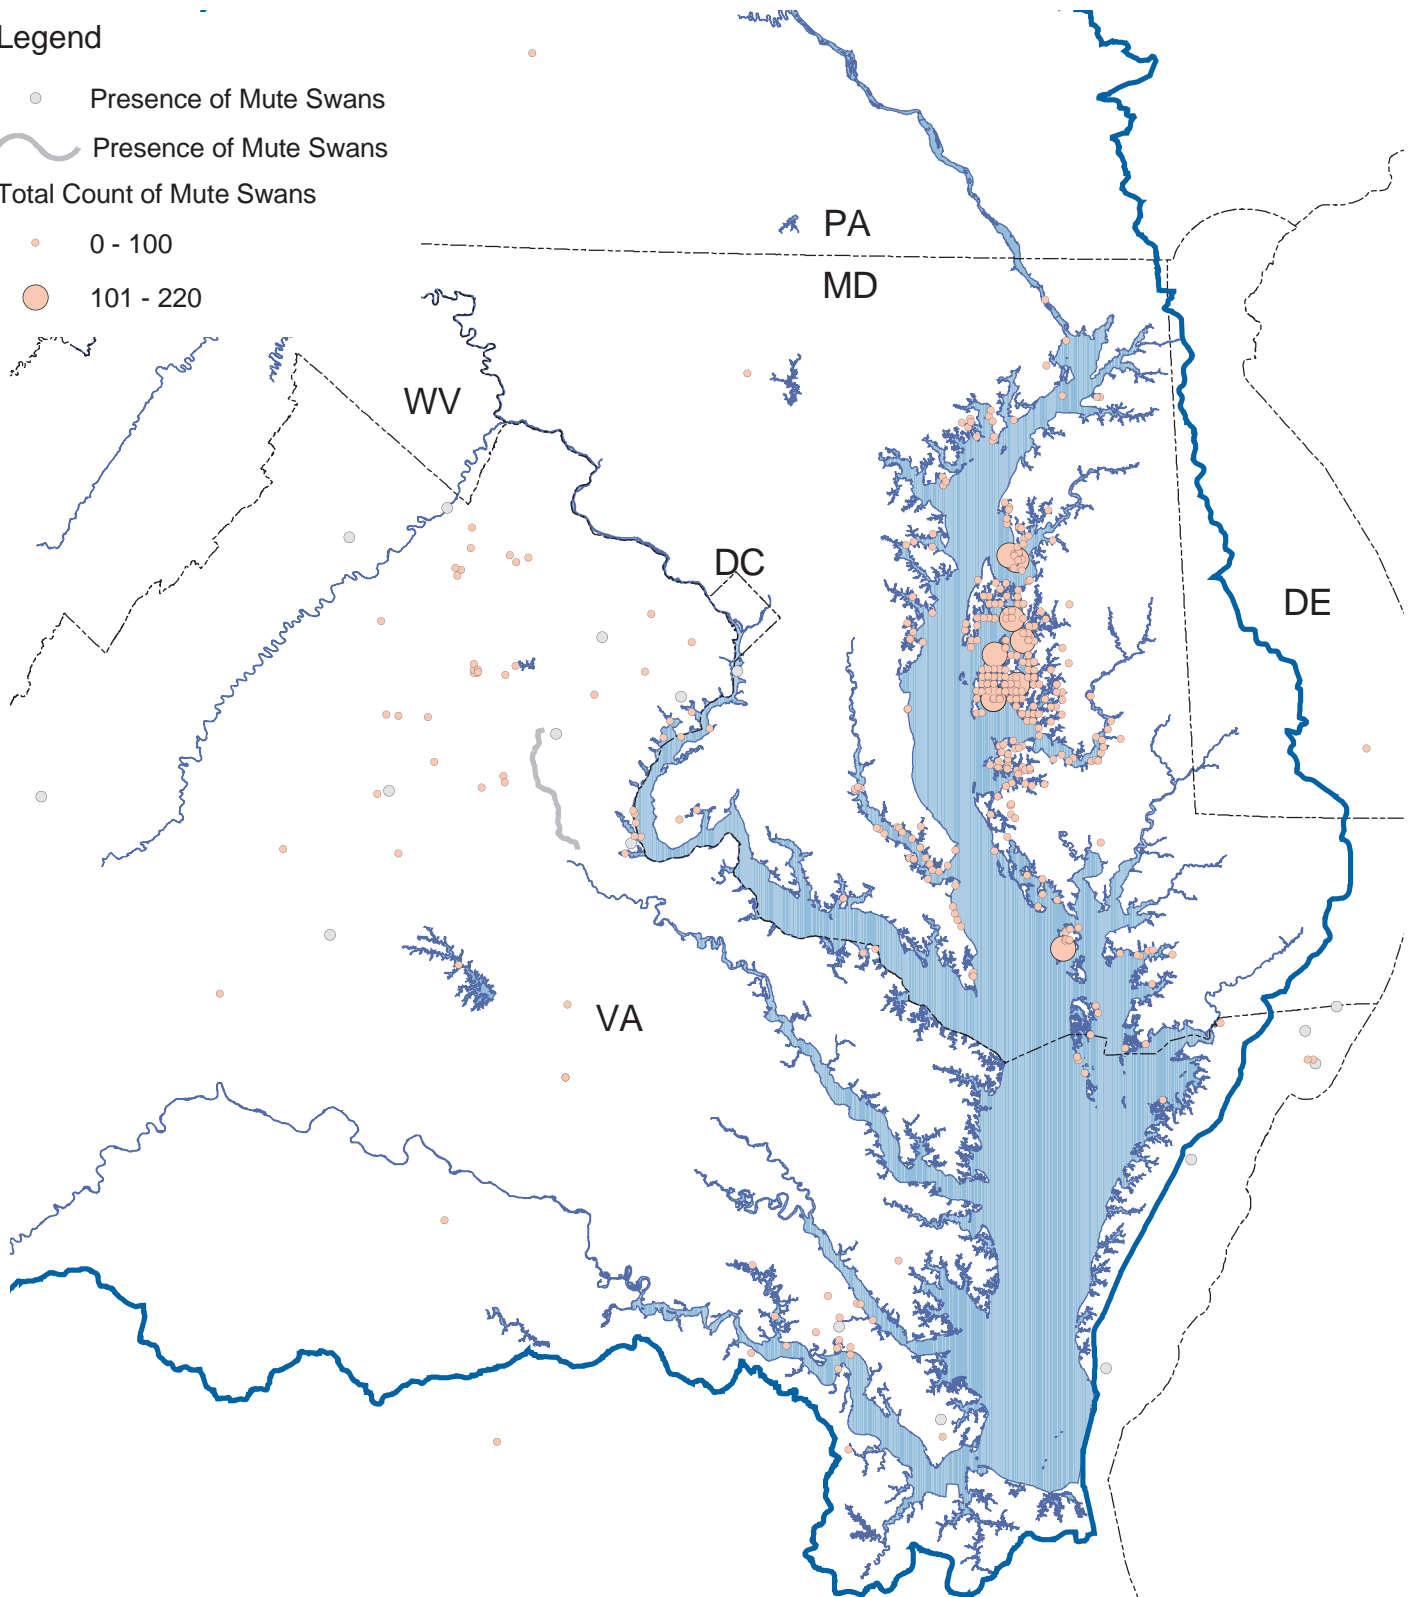 Legend
Presence of Mute Swans
Presence of Mute Swans
Total Count of Mute Swans
0 - 100
101 - 220
PA
MD
WV
DC
DE
VA